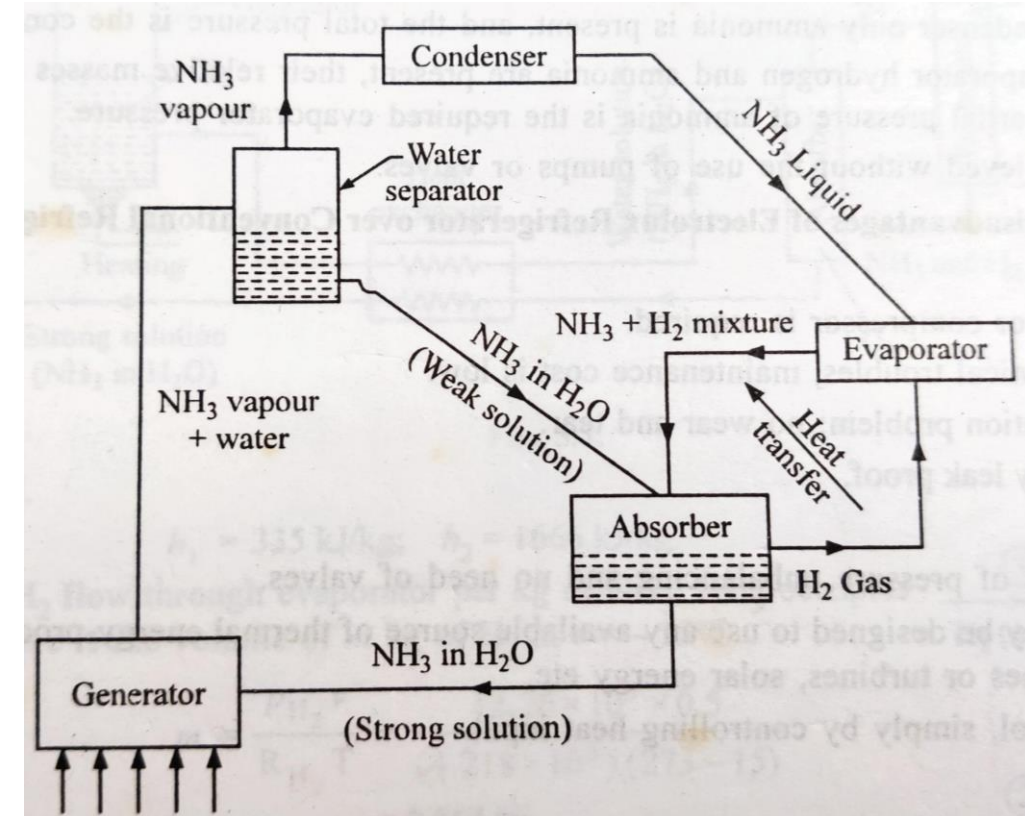 Condenser
NH₃
vapour
NH₃ Liquid
Water
separator
NH₃ + H₂ mixture
Evaporator
NH₃ in H₂O
(Weak solution)
Heat
transfer
NH₃ vapour
+ water
Absorber
H₂ Gas
NH₃ in H₂O
Generator
(Strong solution)